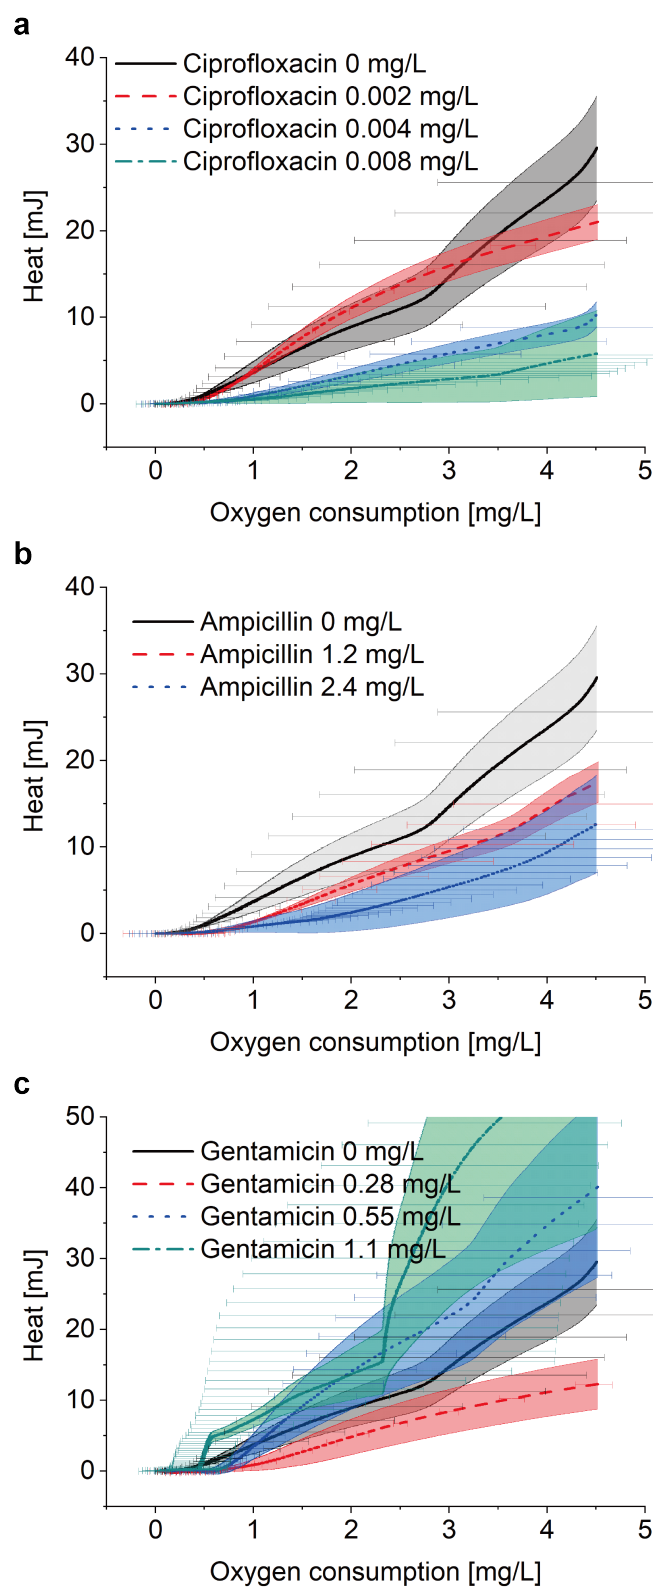 a
40
30
20
10
0
Heat [mJ]
Ciprofloxacin 0 mg/L
Ciprofloxacin 0.002 mg/L
Ciprofloxacin 0.004 mg/L
Ciprofloxacin 0.008 mg/L
0 1 2 3 4 5
Oxygen consumption [mg/L]
b
40
30
20
10
0
Heat [mJ]
Ampicillin 0 mg/L
Ampicillin 1.2 mg/L
Ampicillin 2.4 mg/L
0 1 2 3 4 5
Oxygen consumption [mg/L]
c
50
40
30
20
10
0
Heat [mJ]
Gentamicin 0 mg/L
Gentamicin 0.28 mg/L
Gentamicin 0.55 mg/L
Gentamicin 1.1 mg/L
0 1 2 3 4 5
Oxygen consumption [mg/L]